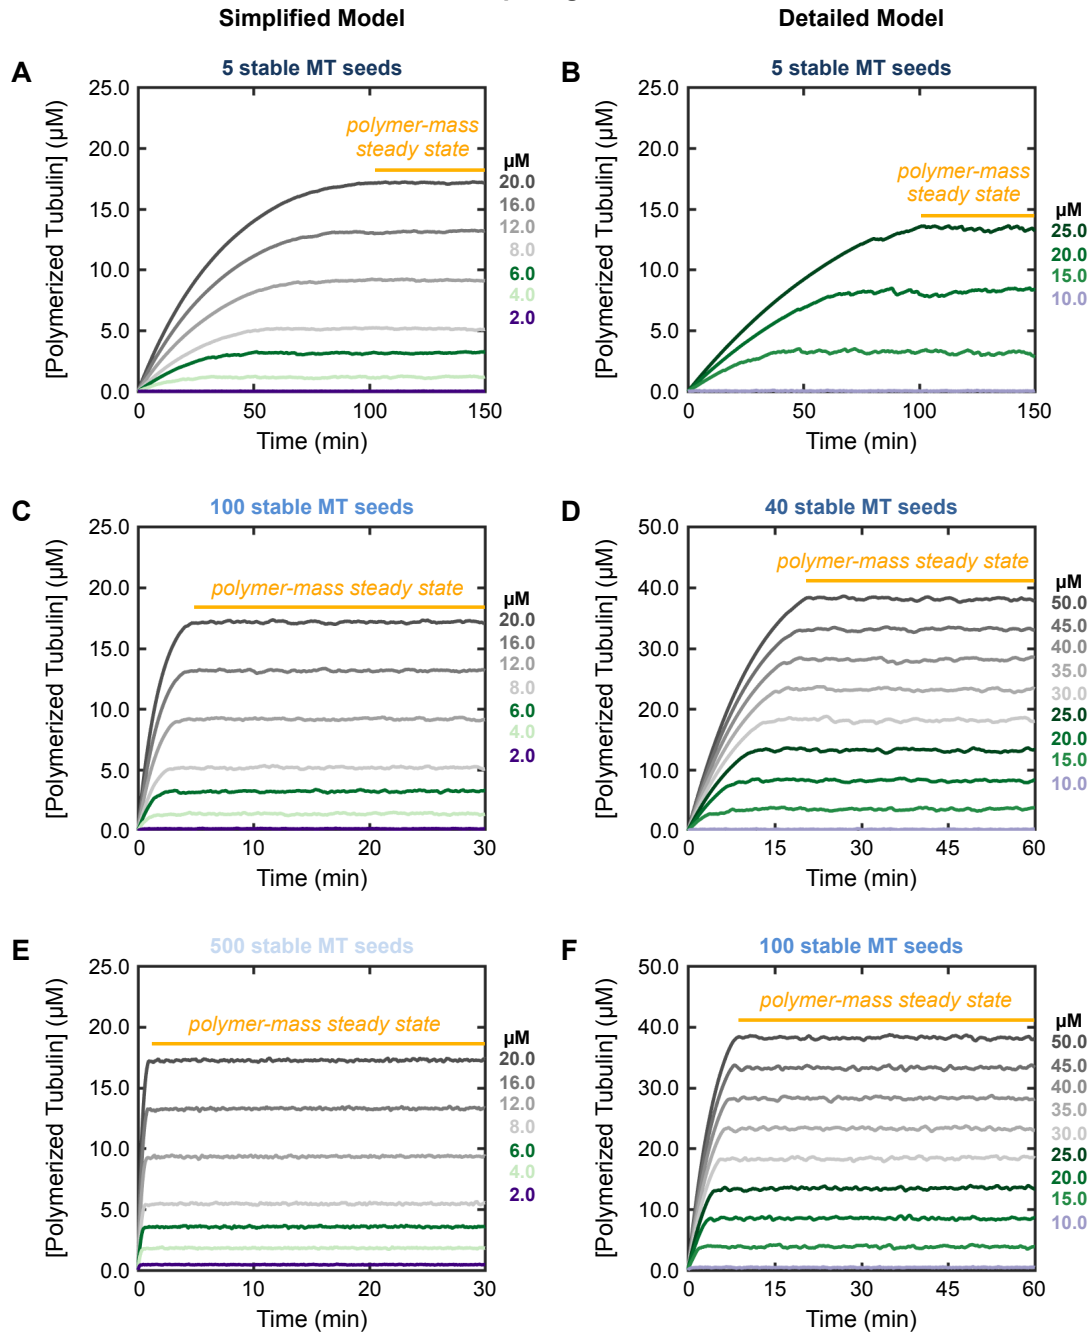 Simplified Model
Detailed Model
A
5 stable MT seeds
[Polymerized Tubulin] (µM)
25.0
20.0
15.0
10.0
5.0
0.0
polymer-mass
steady state
µM
20.0
16.0
12.0
8.0
6.0
4.0
2.0
0
50
100
150
Time (min)
B
5 stable MT seeds
[Polymerized Tubulin] (µM)
25.0
20.0
15.0
10.0
5.0
0.0
polymer-mass
steady state
µM
25.0
20.0
15.0
10.0
0
50
100
150
Time (min)
C
100 stable MT seeds
[Polymerized Tubulin] (µM)
25.0
20.0
15.0
10.0
5.0
0.0
polymer-mass steady state
µM
20.0
16.0
12.0
8.0
6.0
4.0
2.0
0
10
20
30
Time (min)
D
40 stable MT seeds
[Polymerized Tubulin] (µM)
50.0
40.0
30.0
20.0
10.0
0.0
polymer-mass steady state
µM
50.0
45.0
40.0
35.0
30.0
25.0
20.0
15.0
10.0
0
15
30
45
60
Time (min)
E
500 stable MT seeds
[Polymerized Tubulin] (µM)
25.0
20.0
15.0
10.0
5.0
0.0
polymer-mass steady state
µM
20.0
16.0
12.0
8.0
6.0
4.0
2.0
0
10
20
30
Time (min)
F
100 stable MT seeds
[Polymerized Tubulin] (µM)
50.0
40.0
30.0
20.0
10.0
0.0
polymer-mass steady state
µM
50.0
45.0
40.0
35.0
30.0
25.0
20.0
15.0
10.0
0
15
30
45
60
Time (min)